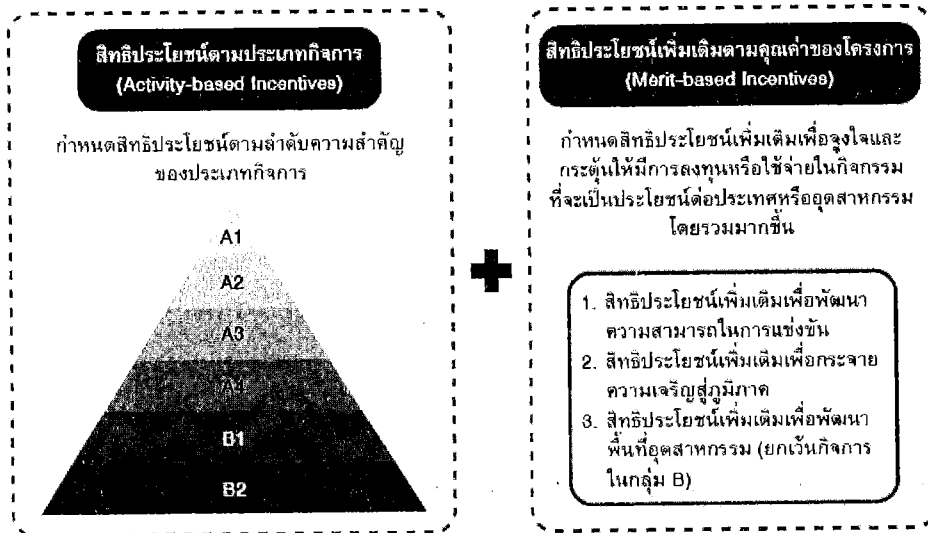 สิทธิประโยชน์ตามประเภทกิจการ
(Activity-based Incentives)
กำหนดสิทธิประโยชน์ตามลำดับความสำคัญ
ของประเภทกิจการ
A1
A2
A3
A4
B1
B2
สิทธิประโยชน์เพิ่มเติมตามคุณค่าของโครงการ
(Merit-based Incentives)
กำหนดสิทธิประโยชน์เพิ่มเติมเพื่อจูงใจและ
กระตุ้นให้มีการลงทุนหรือใช้จ่ายในกิจกรรม
ที่จะเป็นประโยชน์ต่อประเทศหรืออุตสาหกรรม
โดยรวมมากขึ้น
1. สิทธิประโยชน์เพิ่มเติมเพื่อพัฒนา
ความสามารถในการแข่งขัน
2. สิทธิประโยชน์เพิ่มเติมเพื่อกระจาย
ความเจริญสู่ภูมิภาค
3. สิทธิประโยชน์เพิ่มเติมเพื่อพัฒนา
พื้นที่อุตสาหกรรม (ยกเว้นกิจการ
ในกลุ่ม B)